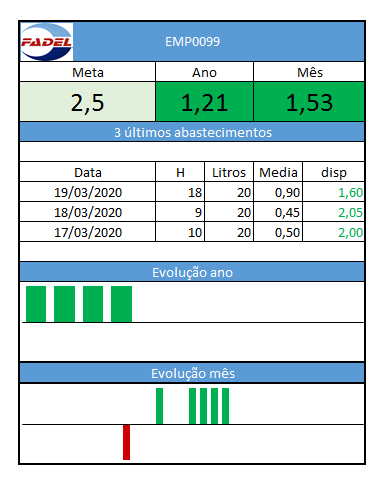 FADEL
EMP0099
Meta Ano Mês
2,5 1,21 1,53
3 últimos abastecimentos
Data H Litros Media disp
19/03/2020 18 20 0,90 1,60
18/03/2020 9 20 0,45 2,05
17/03/2020 10 20 0,50 2,00
Evolução ano
Evolução mês